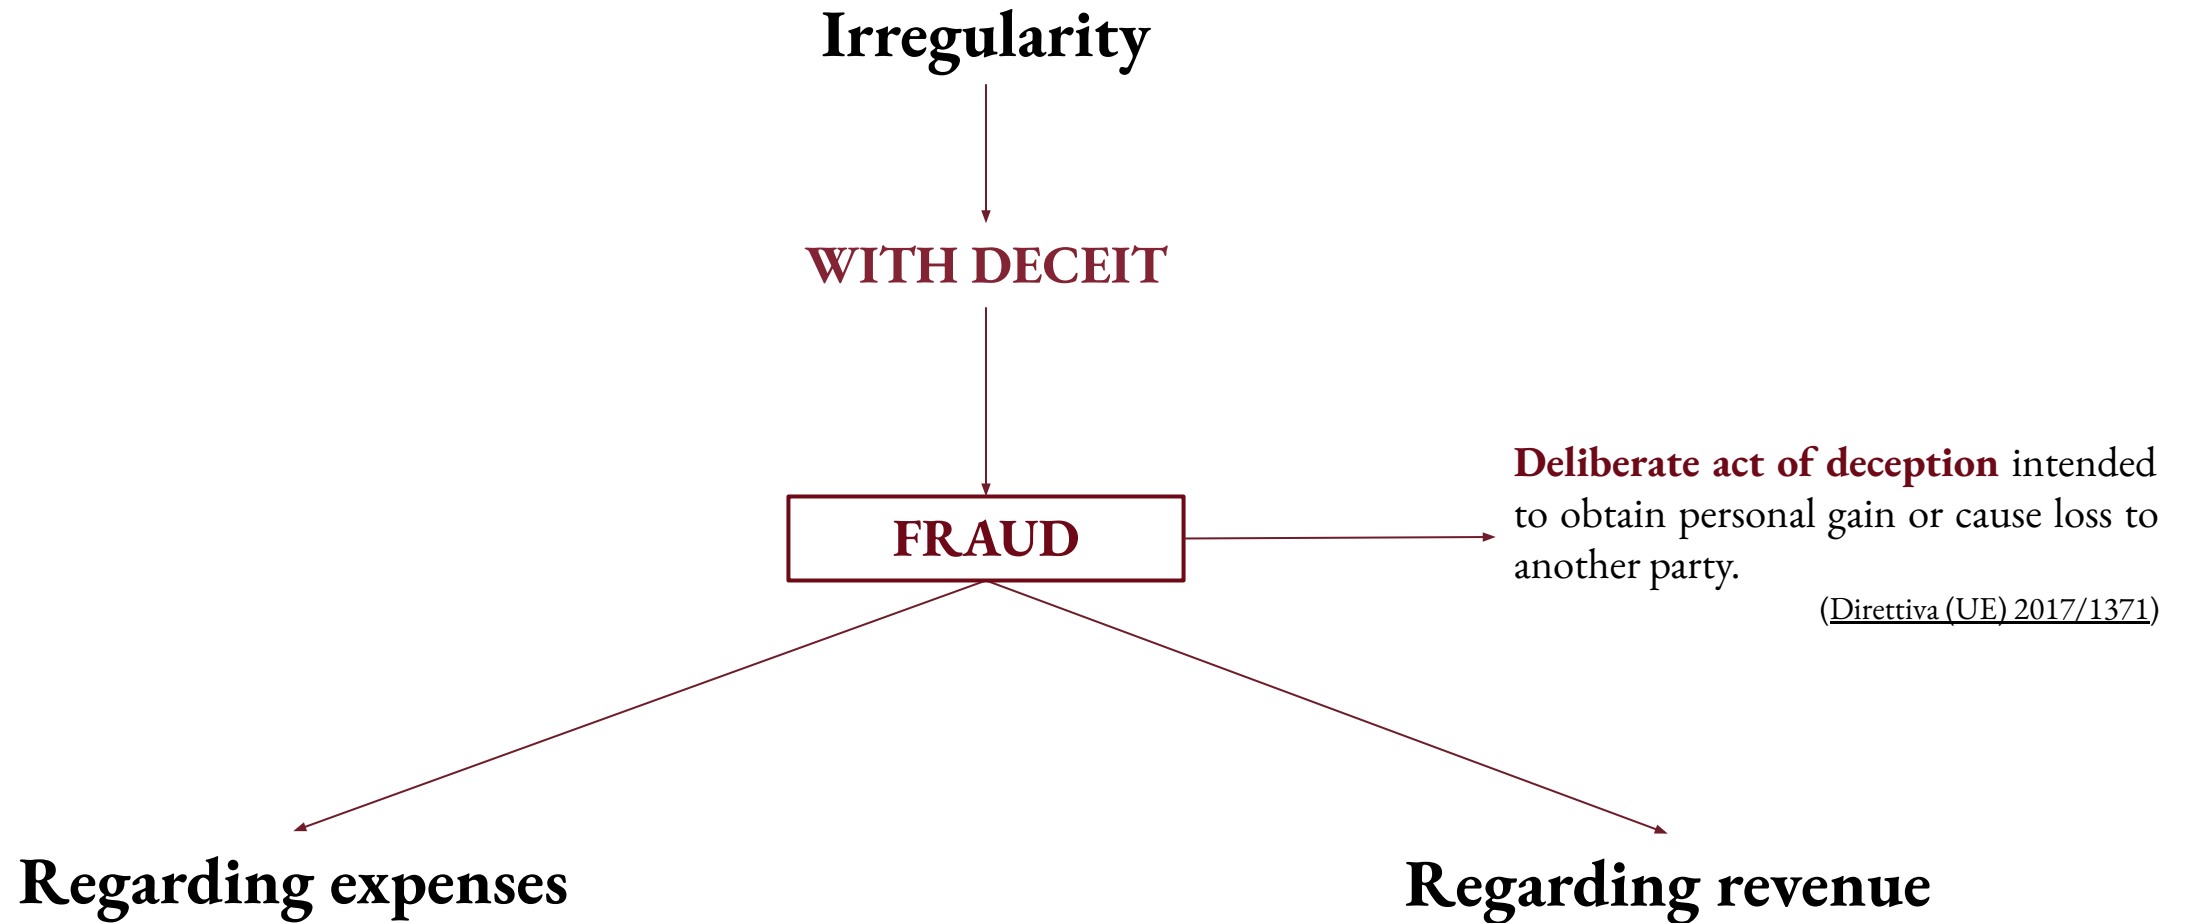 Irregularity
WITH DECEIT
FRAUD
Deliberate act of deception intended
to obtain personal gain or cause loss to
another party.
(Direttiva (UE) 2017/1371)
Regarding expenses
Regarding revenue